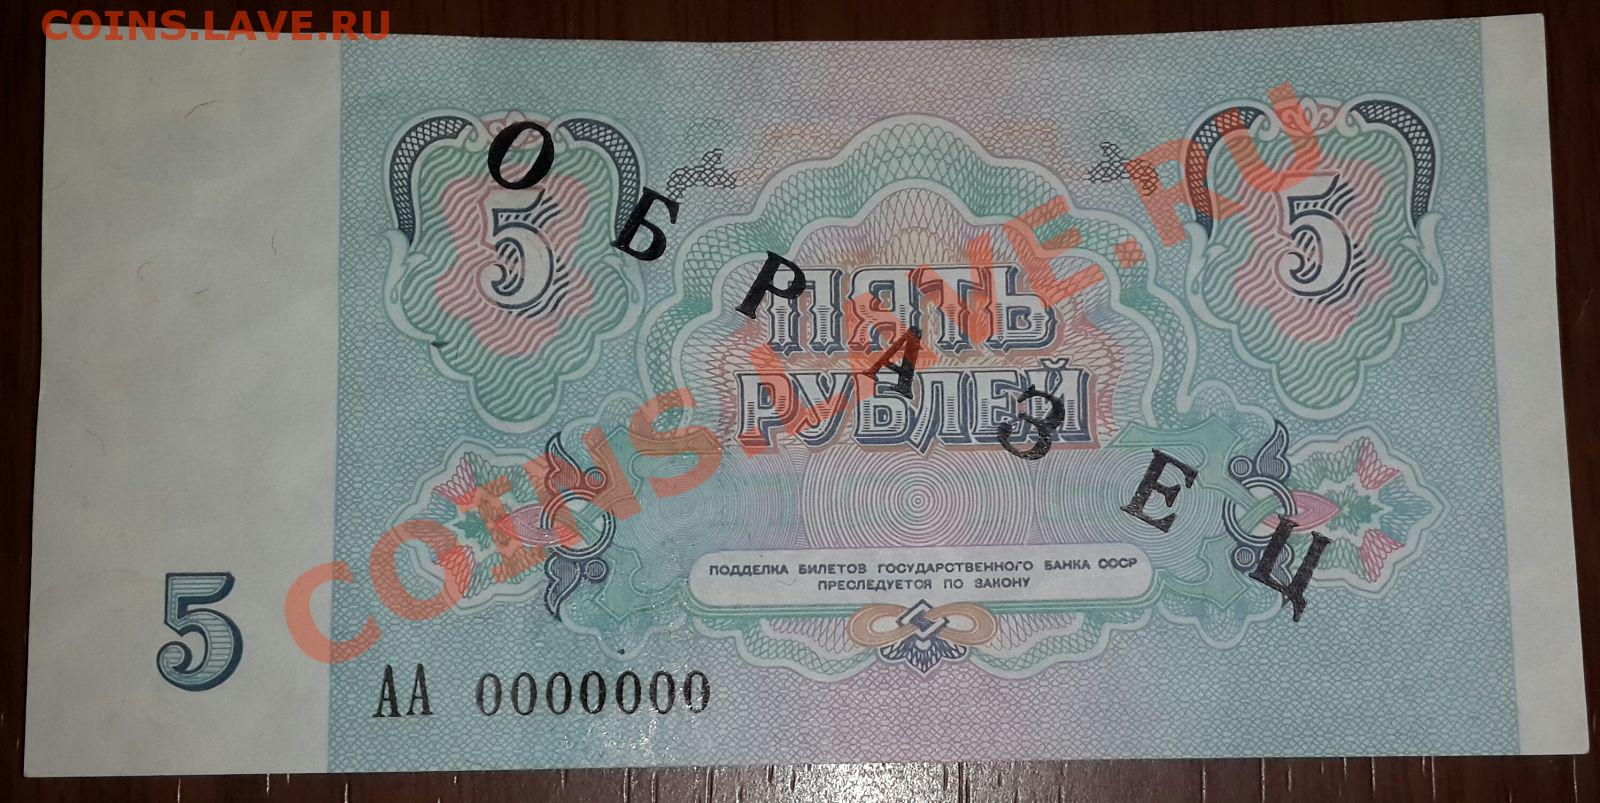 COINS.LAVE.RU
5
5
ОБРАЗЕЦ
ПЯТЬ
РУБЛЕЙ
COINS.LAVE.RU
ПОДДЕЛКА БИЛЕТОВ ГОСУДАРСТВЕННОГО БАНКА СССР
ПРЕСЛЕДУЕТСЯ ПО ЗАКОНУ
5
АА 0000000